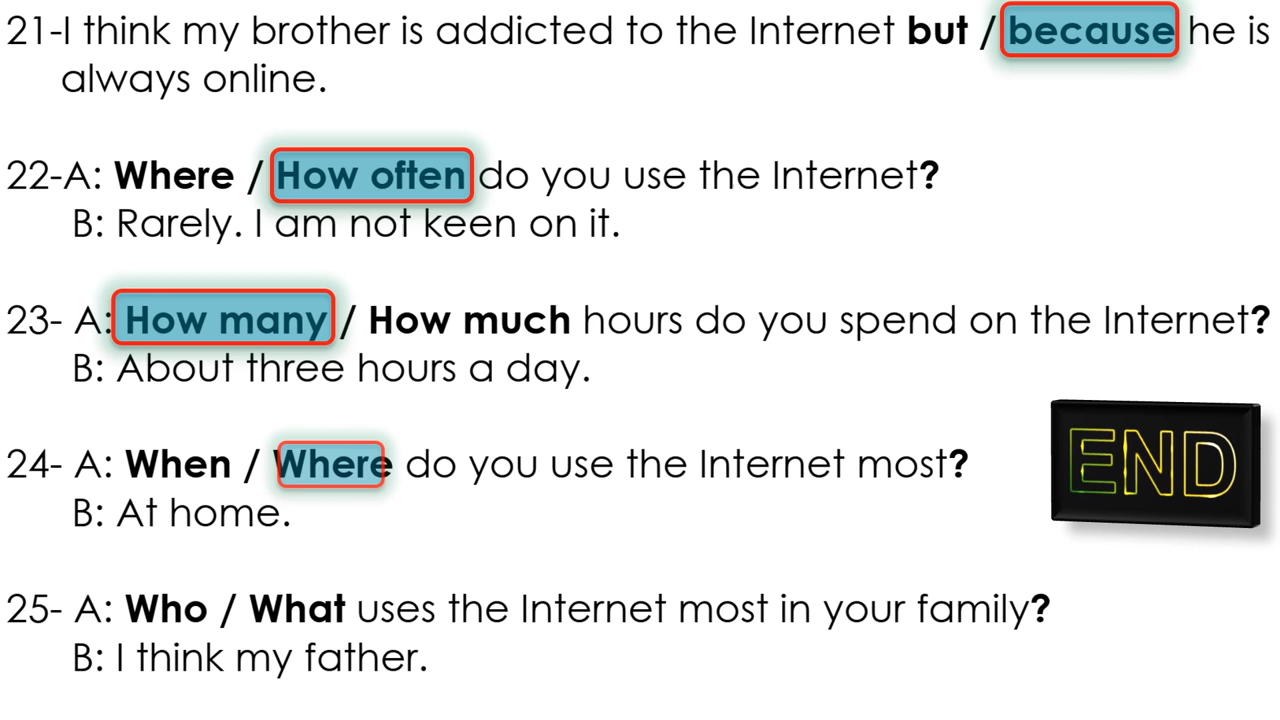 21-I think my brother is addicted to the Internet but / because he is
always online.
22-A: Where / How often do you use the Internet?
B: Rarely. I am not keen on it.
23- A: How many / How much hours do you spend on the Internet?
B: About three hours a day.
24- A: When / Where do you use the Internet most?
B: At home.
END
25- A: Who / What uses the Internet most in your family?
B: I think my father.